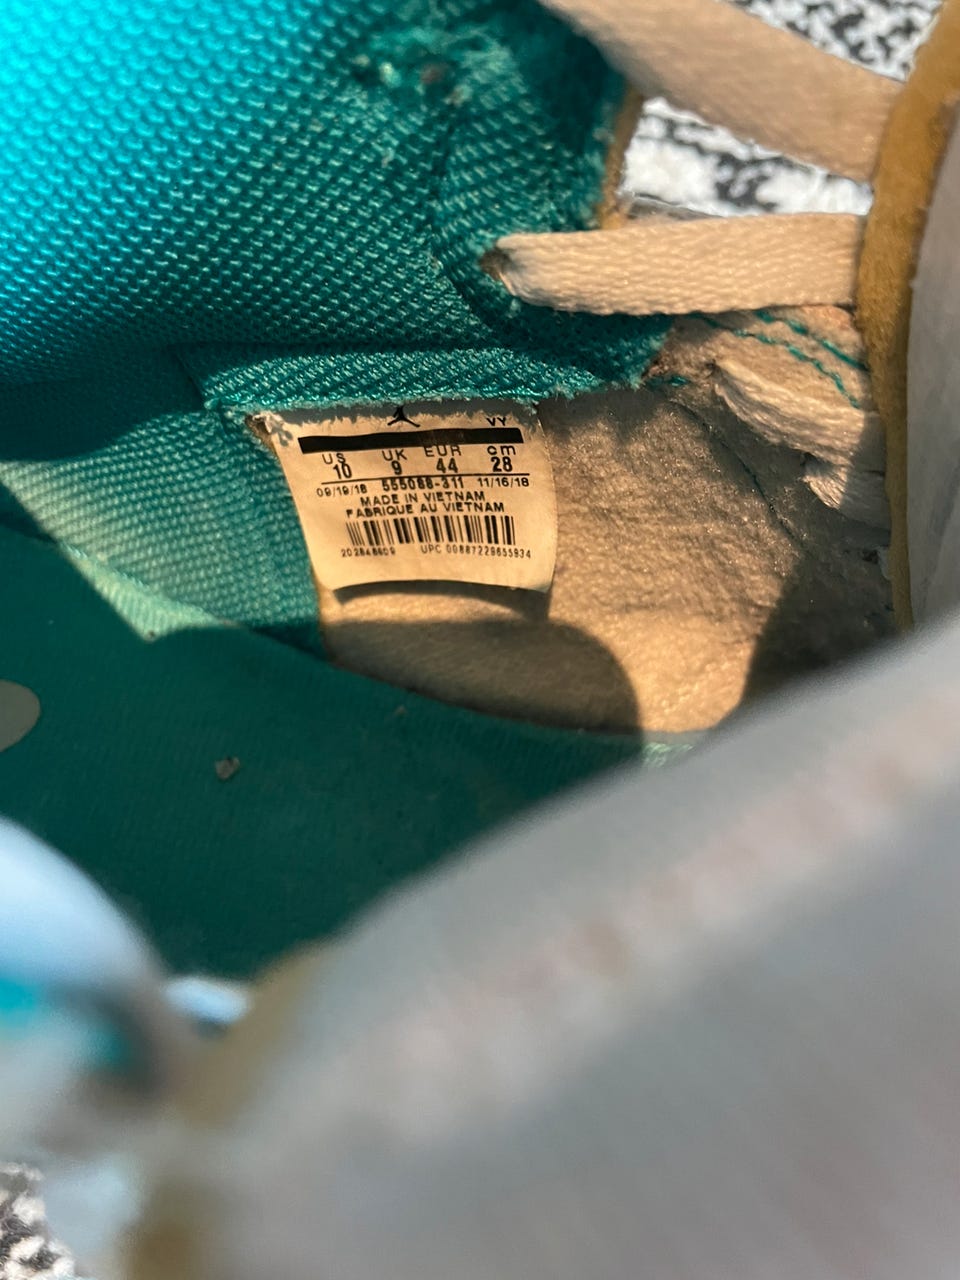 VY
US UK EUR cm
10 9 44 28
09/19/18 555088-311 11/16/18
MADE IN VIETNAM
FABRIQUE AU VIETNAM
UPC 00887229655934